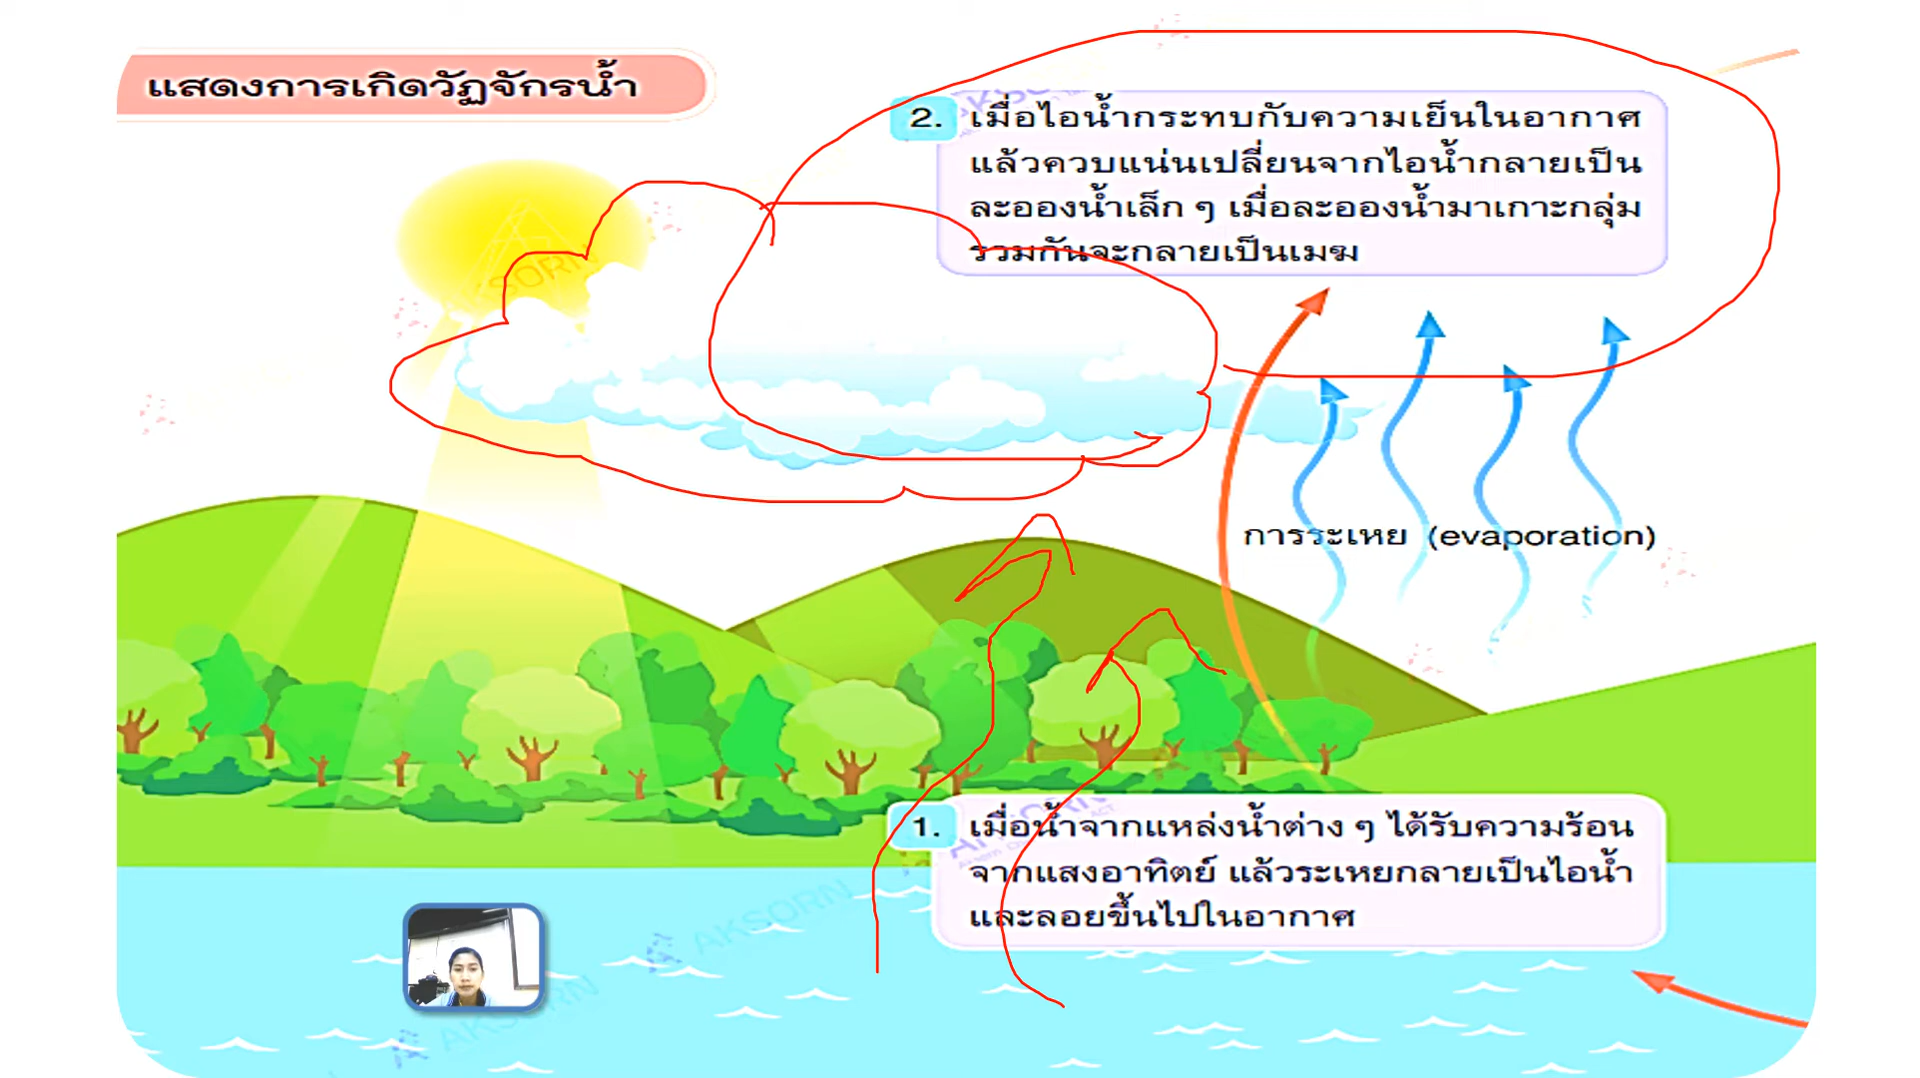 แสดงการเกิดวัฏจักรน้ำ
2. เมื่อไอน้ำกระทบกับความเย็นในอากาศ
แล้วควบแน่นเปลี่ยนจากไอน้ำกลายเป็น
ละอองน้ำเล็ก ๆ เมื่อละอองน้ำมาเกาะกลุ่ม
รวมกันจะกลายเป็นเมฆ
การระเหย (evaporation)
1. เมื่อน้ำจากแหล่งน้ำต่าง ๆ ได้รับความร้อน
จากแสงอาทิตย์ แล้วระเหยกลายเป็นไอน้ำ
และลอยขึ้นไปในอากาศ
AKSORN
AKSORN